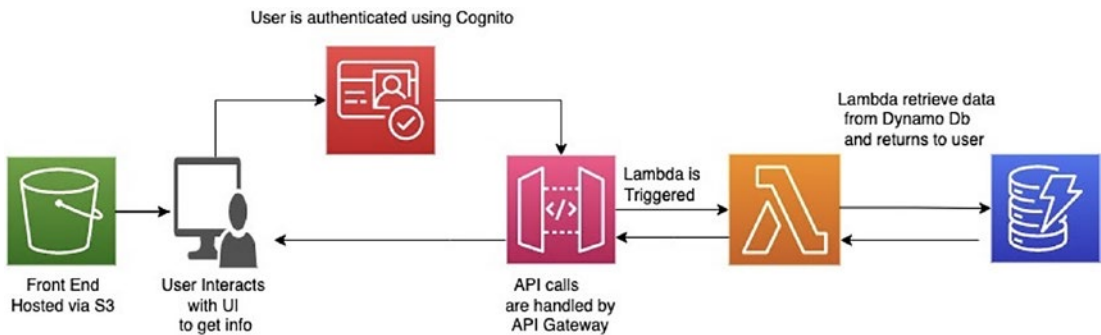 User is authenticated using Cognito
Lambda retrieve data
from Dynamo Db
and returns to user
Lambda is
Triggered
</>
Front End
Hosted via S3
User Interacts
with UI
to get info
API calls
are handled by
API Gateway